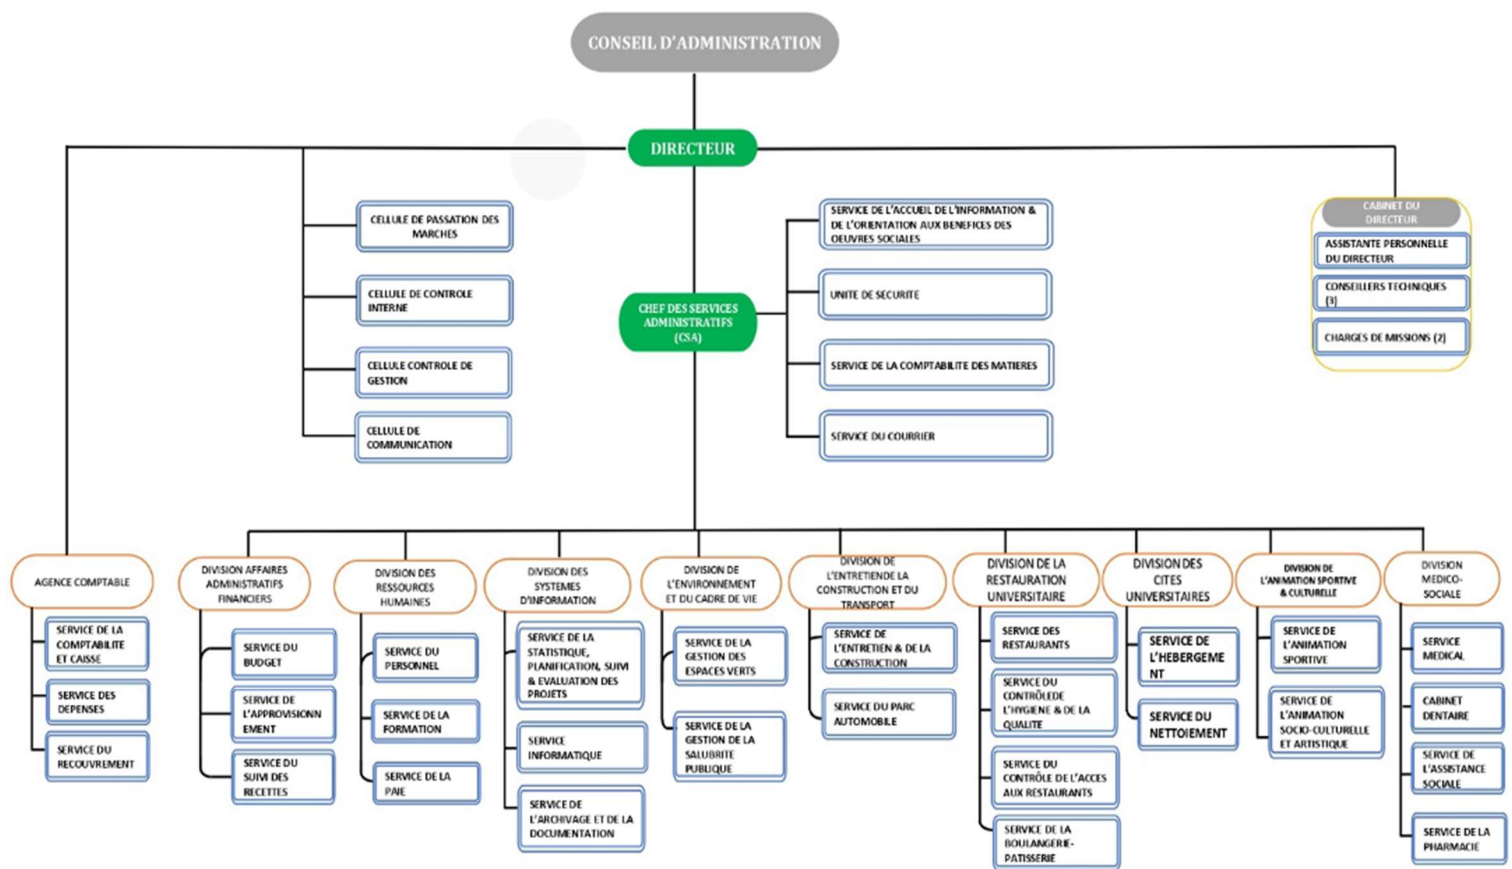 CONSEIL D'ADMINISTRATION
DIRECTEUR
CELLULE DE PASSATION DES
MARCHES
CELLULE DE CONTROLE
INTERNE
CELLULE CONTROLE DE
GESTION
CELLULE DE
COMMUNICATION
CHEF DES SERVICES
ADMINISTRATIFS
(CSA)
SERVICE DE L'ACCUEIL DE L'INFORMATION &
DE L'ORIENTATION AUX BENEFICES DES
OEUVRES SOCIALES
UNITE DE SECURITE
SERVICE DE LA COMPTABILITE DES MATIERES
SERVICE DU COURRIER
CABINET DU
DIRECTEUR
ASSISTANTE PERSONNELLE
DU DIRECTEUR
CONSEILLERS TECHNIQUES
(3)
CHARGES DE MISSIONS (2)
AGENCE COMPTABLE
SERVICE DE LA
COMPTABILITE
ET CAISSE
SERVICE DES
DEPENSES
SERVICE DU
RECOUVREMENT
DIVISION AFFAIRES
ADMINISTRATIFS
FINANCIERS
SERVICE DU
BUDGET
SERVICE DE
L'APPROVISIONN
EMENT
SERVICE DU
SUIVI DES
RECETTES
DIVISION DES
RESSOURCES
HUMAINES
SERVICE DU
PERSONNEL
SERVICE DE LA
FORMATION
SERVICE DE LA
PAIE
DIVISION DES
SYSTEMES
D'INFORMATION
SERVICE DE LA
STATISTIQUE,
PLANIFICATION, SUIVI
& EVALUATION DES
PROJETS
SERVICE
INFORMATIQUE
SERVICE DE
L'ARCHIVAGE ET DE LA
DOCUMENTATION
DIVISION DE
L'ENVIRONNEMENT
ET DU CADRE DE VIE
SERVICE DE LA
GESTION DES
ESPACES VERTS
SERVICE DE LA
GESTION DE LA
SALUBRITE
PUBLIQUE
DIVISION DE
L'ENTRETIENDE LA
CONSTRUCTION ET DU
TRANSPORT
SERVICE DE
L'ENTRETIEN & DE LA
CONSTRUCTION
SERVICE DU PARC
AUTOMOBILE
DIVISION DE LA
RESTAURATION
UNIVERSITAIRE
SERVICE DES
RESTAURANTS
SERVICE DU
CONTRÔLEDE
L'HYGIENE & DE LA
QUALITE
SERVICE DU
CONTRÔLE DE L'ACCES
AUX RESTAURANTS
SERVICE DE LA
BOULANGERIE-
PATISSERIE
DIVISION DES
CITES
UNIVERSITAIRES
SERVICE DE
L'HEBERGEME
NT
SERVICE DU
NETTOIEMENT
DIVISION DE
L'ANIMATION SPORTIVE
& CULTURELLE
SERVICE DE
L'ANIMATION
SPORTIVE
SERVICE DE
L'ANIMATION
SOCIO-CULTURELLE
ET ARTISTIQUE
DIVISION
MEDICO-
SOCIALE
SERVICE
MEDICAL
CABINET
DENTAIRE
SERVICE DE
L'ASSISTANCE
SOCIALE
SERVICE DE LA
PHARMACIE